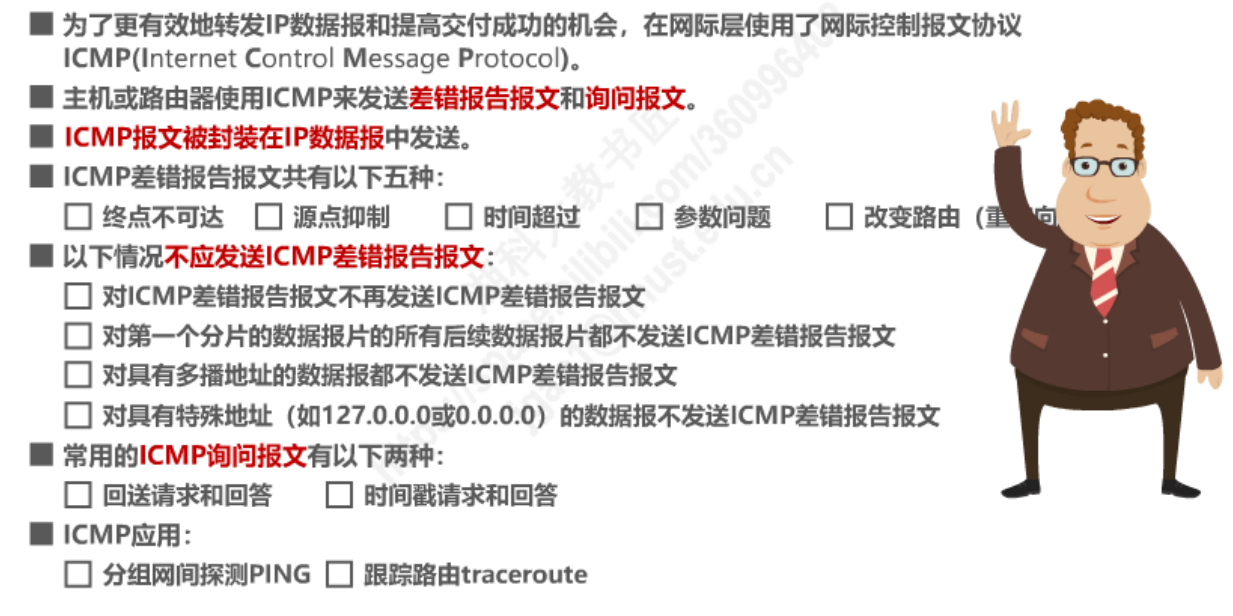 为了更有效地转发IP数据报和提高交付成功的机会，在网际层使用了网际控制报文协议
ICMP(Internet Control Message Protocol)。
主机或路由器使用ICMP来发送差错报告报文和询问报文。
ICMP报文被封装在IP数据报中发送。
ICMP差错报告报文共有以下五种：
终点不可达 源点抑制 时间超过 参数问题 改变路由（重
以下情况不应发送ICMP差错报告报文：
对ICMP差错报告报文不再发送ICMP差错报告报文
对第一个分片的数据报片的所有后续数据报片都不发送ICMP差错报告报文
对具有多播地址的数据报都不发送ICMP差错报告报文
对具有特殊地址（如127.0.0.0或0.0.0.0）的数据报不发送ICMP差错报告报文
常用的ICMP询问报文有以下两种：
回送请求和回答 时间戳请求和回答
ICMP应用：
分组网间探测PING 跟踪路由traceroute